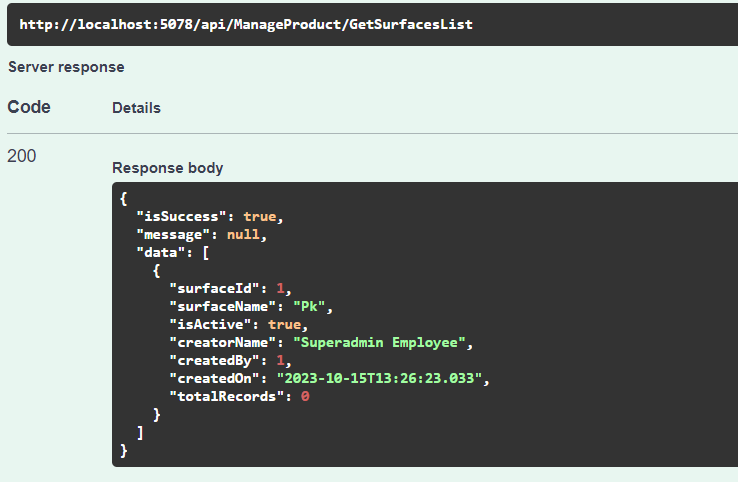 http://localhost:5078/api/ManageProduct/GetSurfacesList
Server response
Code Details
200
Response body
{
  "isSuccess": true,
  "message": null,
  "data": [
    {
      "surfaceId": 1,
      "surfaceName": "Pk",
      "isActive": true,
      "creatorName": "Superadmin Employee",
      "createdBy": 1,
      "createdOn": "2023-10-15T13:26:23.033",
      "totalRecords": 0
    }
  ]
}